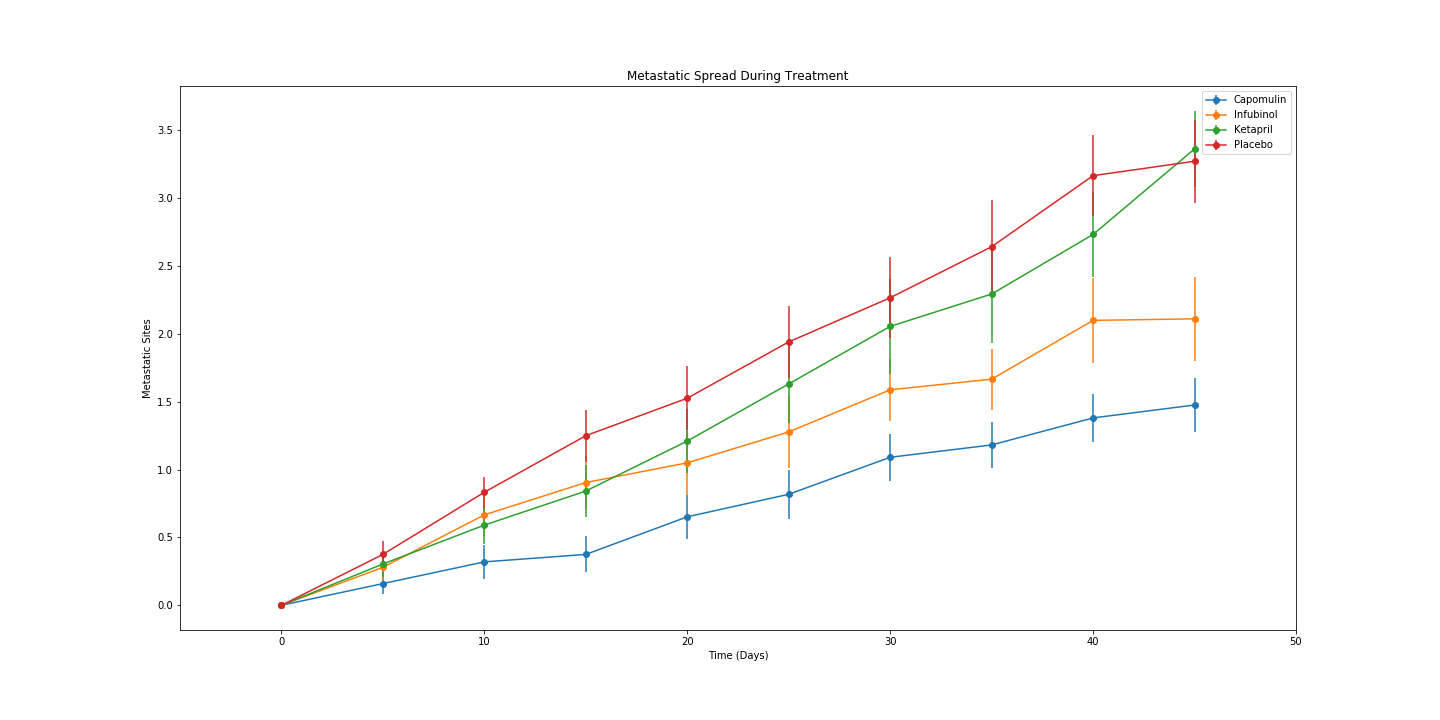 Metastatic Spread During Treatment
Capomulin
Infubinol
Ketapril
Placebo
Metastatic Sites
3.5
3.0
2.5
2.0
1.5
1.0
0.5
0.0
0 10 20 30 40 50
Time (Days)